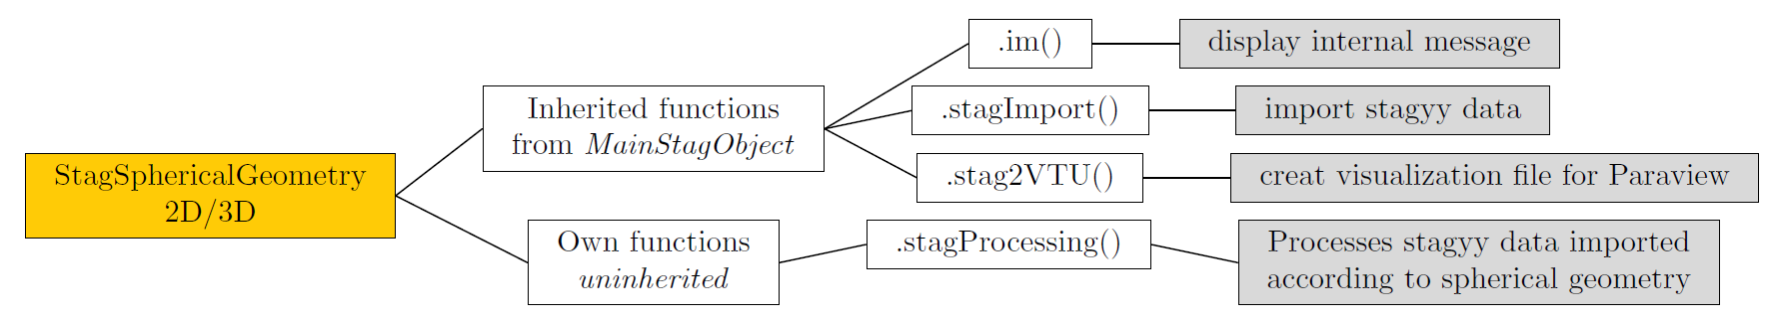 StagSphericalGeometry
2D/3D
Inherited functions
from MainStagObject
.im()
display internal message
.stagImport()
import stagyy data
.stag2VTU()
creat visualization file for Paraview
Own functions
uninherited
.stagProcessing()
Processes stagyy data imported
according to spherical geometry